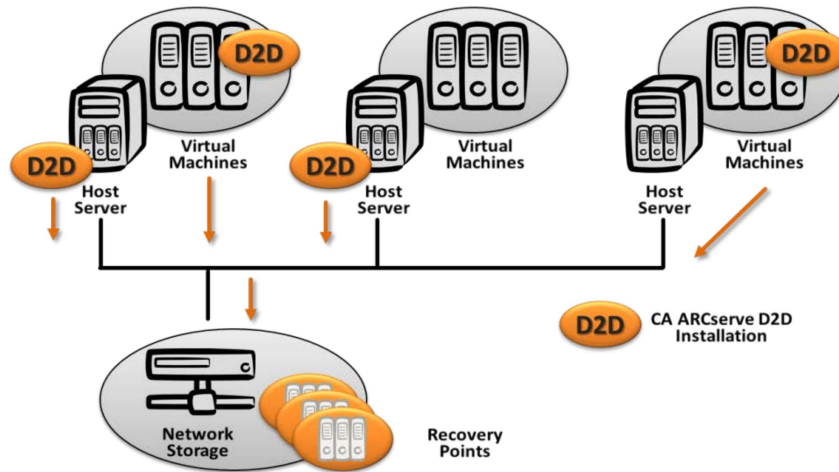 D2D
D2D
Virtual
Machines
Host
Server
D2D
Virtual
Machines
Host
Server
D2D
Virtual
Machines
Host
Server
D2D
CA ARCserve D2D
Installation
Network
Storage
Recovery
Points